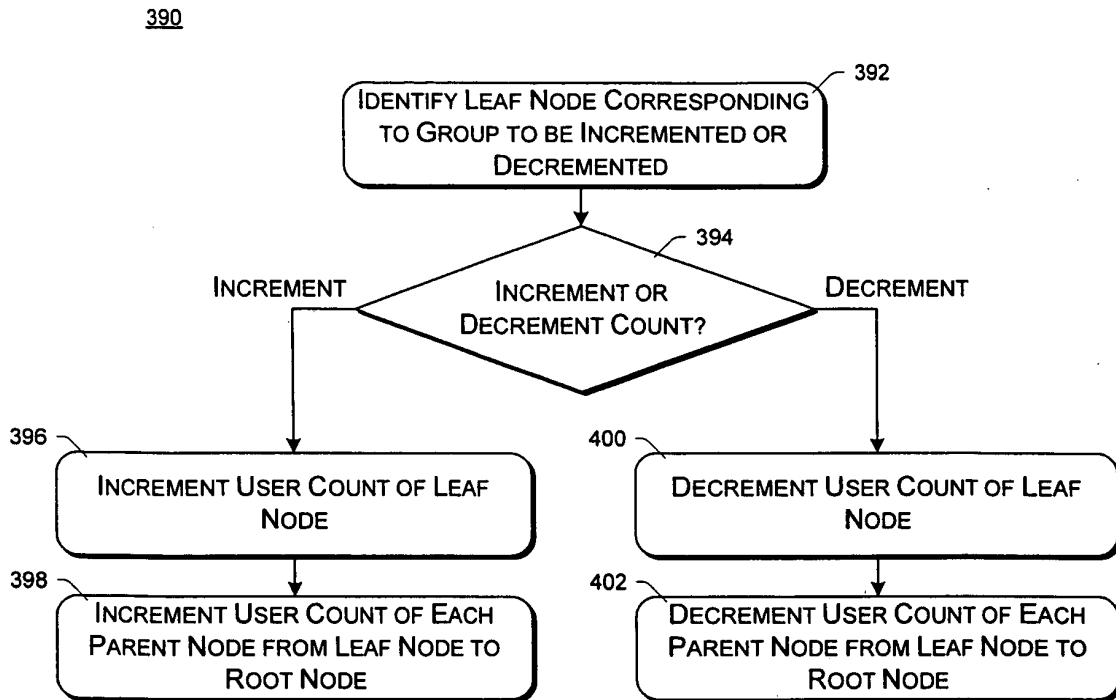 390
392
IDENTIFY LEAF NODE CORRESPONDING
TO GROUP TO BE INCREMENTED OR
DECREMENTED
394
INCREMENT
INCREMENT OR
DECREMENT COUNT?
DECREMENT
396
INCREMENT USER COUNT OF LEAF
NODE
400
DECREMENT USER COUNT OF LEAF
NODE
398
INCREMENT USER COUNT OF EACH
PARENT NODE FROM LEAF NODE TO
ROOT NODE
402
DECREMENT USER COUNT OF EACH
PARENT NODE FROM LEAF NODE TO
ROOT NODE